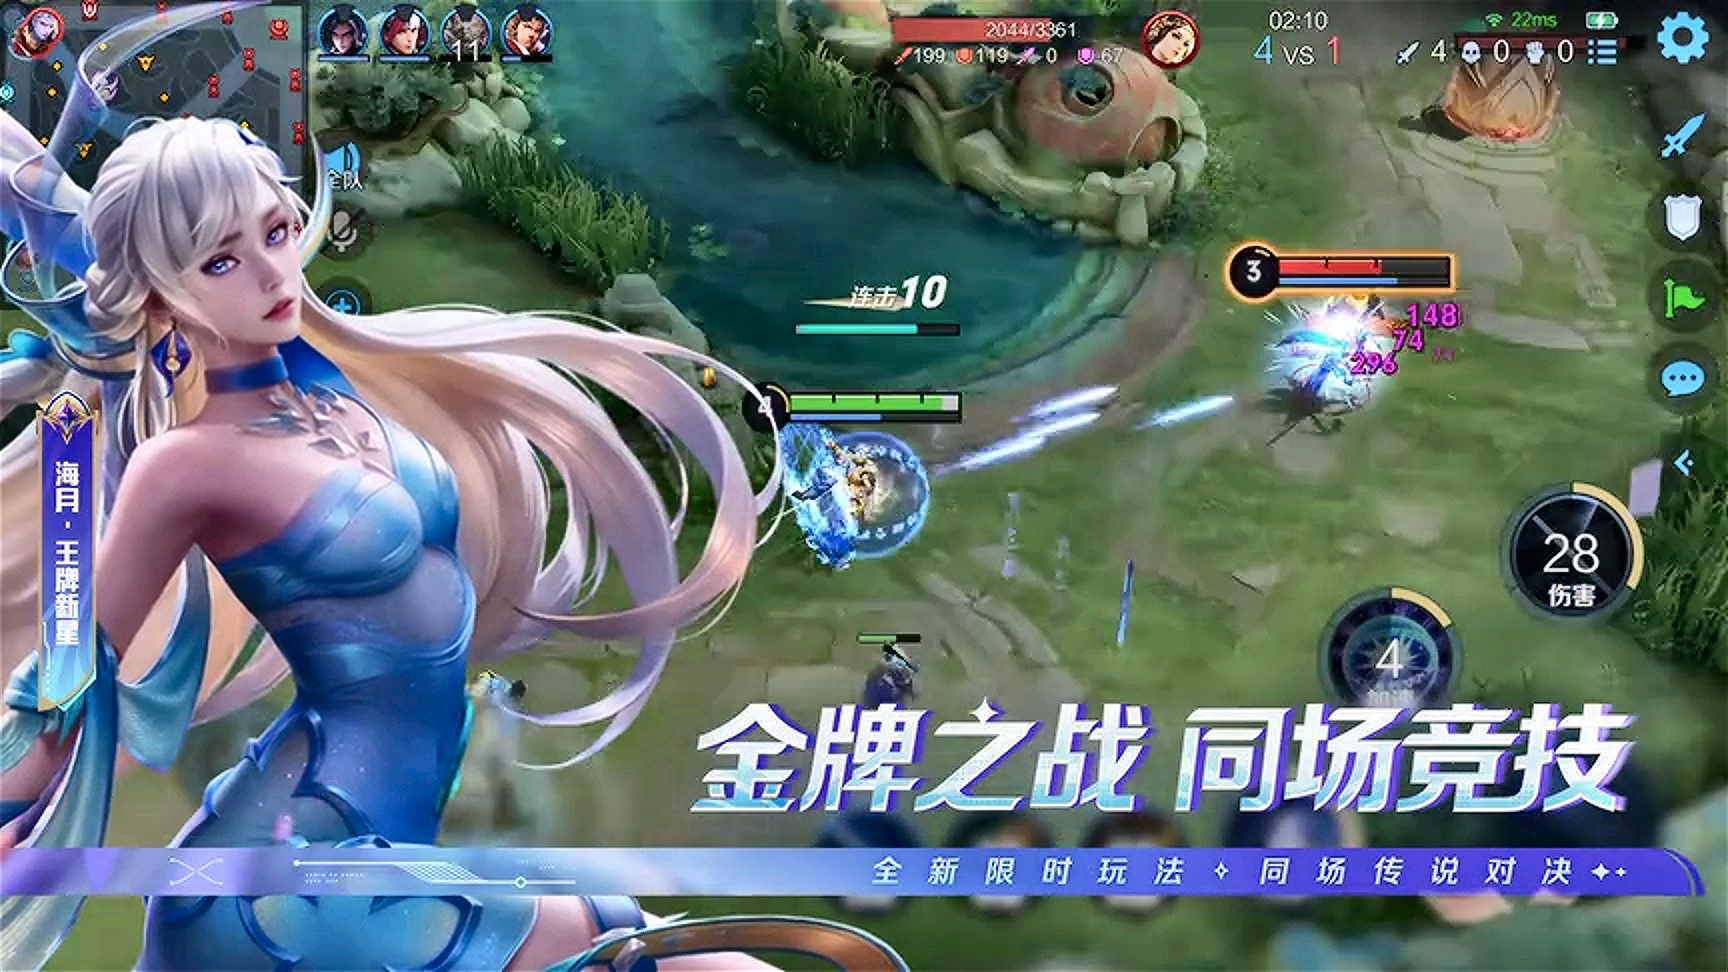 11
2044/3361
199 119 0 67
02:10
4 VS 1
22ms
4 0 0
全队
连击10
3
148
74
296
4
28
伤害
4
海月·王牌新星
金牌之战 同场竞技
全新限时玩法 同场传说对决